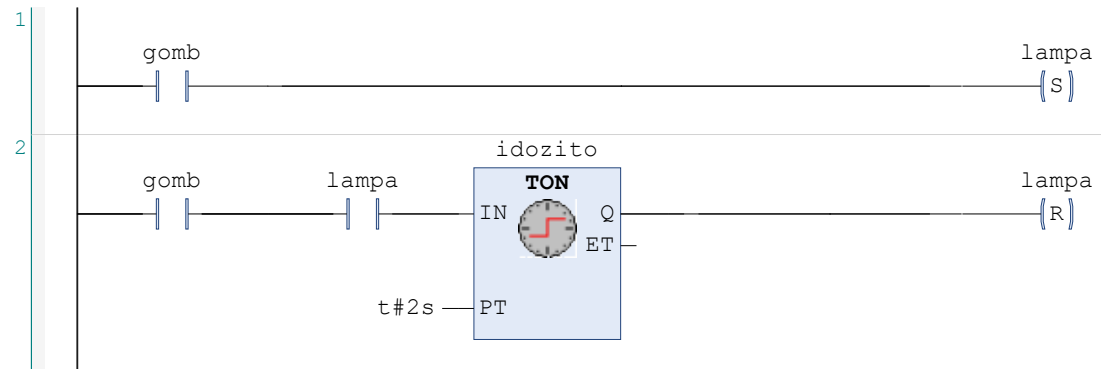 1
gomb lampa
S
2
idozito
gomb lampa TON lampa
IN Q R
ET
t#2s PT